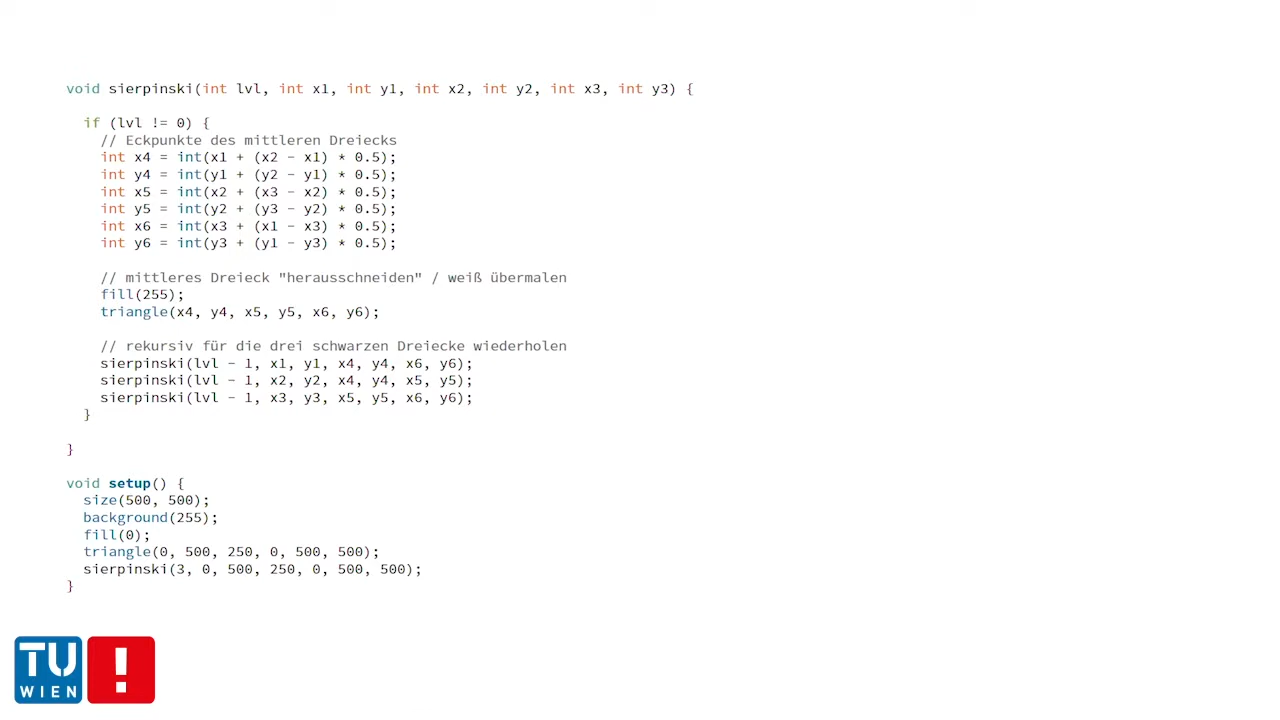 void sierpinski(int lvl, int x1, int y1, int x2, int y2, int x3, int y3) {
if (lvl != 0) {
// Eckpunkte des mittleren Dreiecks
int x4 = int(x1 + (x2 - x1) * 0.5);
int y4 = int(y1 + (y2 - y1) * 0.5);
int x5 = int(x2 + (x3 - x2) * 0.5);
int y5 = int(y2 + (y3 - y2) * 0.5);
int x6 = int(x3 + (x1 - x3) * 0.5);
int y6 = int(y3 + (y1 - y3) * 0.5);
// mittleres Dreieck "herausschneiden" / weiß übermalen
fill(255);
triangle(x4, y4, x5, y5, x6, y6);
// rekursiv für die drei schwarzen Dreiecke wiederholen
sierpinski(lvl - 1, x1, y1, x4, y4, x6, y6);
sierpinski(lvl - 1, x2, y2, x4, y4, x5, y5);
sierpinski(lvl - 1, x3, y3, x5, y5, x6, y6);
}
}
void setup() {
size(500, 500);
background(255);
fill(0);
triangle(0, 500, 250, 0, 500, 500);
sierpinski(3, 0, 500, 250, 0, 500, 500);
}
TU !
WIEN